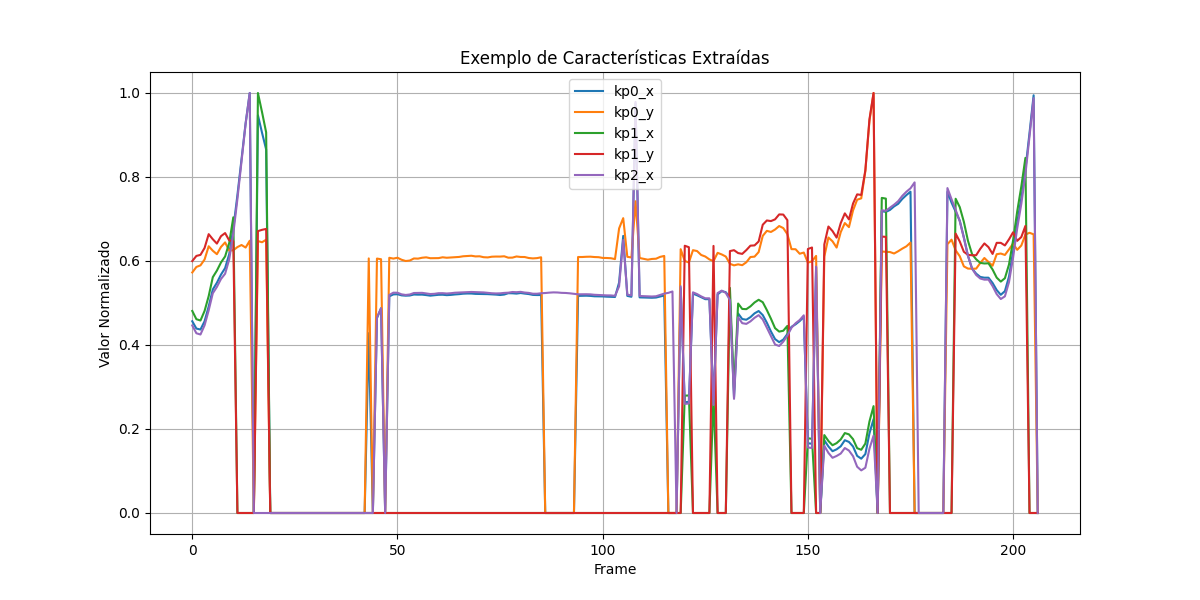 Exemplo de Características Extraídas
kp0_x
kp0_y
kp1_x
kp1_y
kp2_x
Valor Normalizado
1.0
0.8
0.6
0.4
0.2
0.0
0 50 100 150 200
Frame